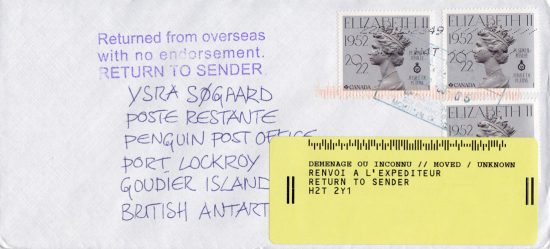 Returned from overseas
with no endorsement.
RETURN TO SENDER
ELIZABETH II
1952
2022
CANADA
ELIZABETH II
1952
2022
CANADA
ELIZABETH II
1952
YSRA SØGAARD
POSTE RESTANTE
PENGUIN POST OFFICE
PORT LOCKROY
GOUDIER ISLAND
BRITISH ANTART
DEMENAGE OU INCONNU // MOVED / UNKNOWN
RENVOI A L'EXPEDITEUR
RETURN TO SENDER
H2T 2Y1